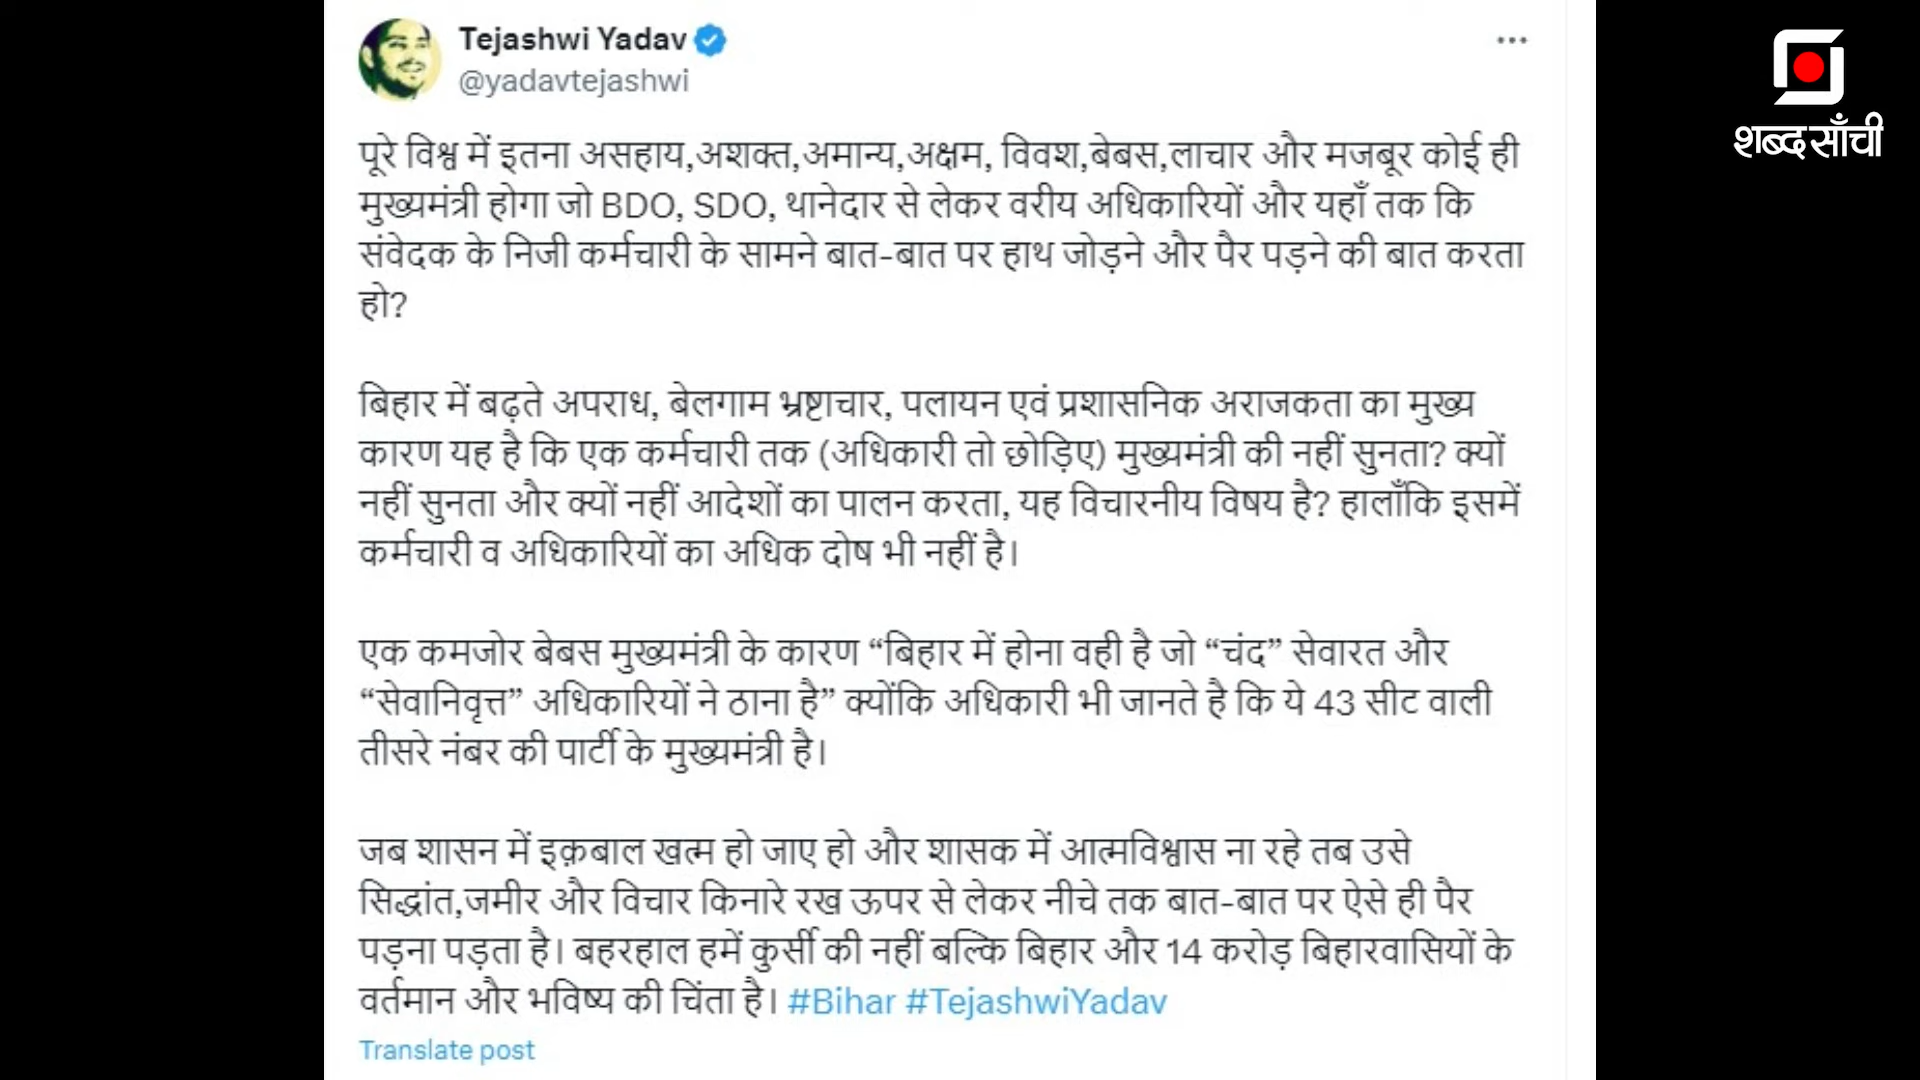 Tejashwi Yadav
@yadavtejashwi
शब्द साँची
पूरे विश्व में इतना असहाय,अशक्त,अमान्य,अक्षम, विवश,बेबस,लाचार और मजबूर कोई ही
मुख्यमंत्री होगा जो BDO, SDO, थानेदार से लेकर वरीय अधिकारियों और यहाँ तक कि
संवेदक के निजी कर्मचारी के सामने बात-बात पर हाथ जोड़ने और पैर पड़ने की बात करता
हो?
बिहार में बढ़ते अपराध, बेलगाम भ्रष्टाचार, पलायन एवं प्रशासनिक अराजकता का मुख्य
कारण यह है कि एक कर्मचारी तक (अधिकारी तो छोड़िए) मुख्यमंत्री की नहीं सुनता? क्यों
नहीं सुनता और क्यों नहीं आदेशों का पालन करता, यह विचारनीय विषय है? हालाँकि इसमें
कर्मचारी व अधिकारियों का अधिक दोष भी नहीं है।
एक कमजोर बेबस मुख्यमंत्री के कारण “बिहार में होना वही है जो “चंद” सेवारत और
“सेवानिवृत्त” अधिकारियों ने ठाना है” क्योंकि अधिकारी भी जानते है कि ये 43 सीट वाली
तीसरे नंबर की पार्टी के मुख्यमंत्री है।
जब शासन में इक़बाल खत्म हो जाए हो और शासक में आत्मविश्वास ना रहे तब उसे
सिद्धांत,जमीर और विचार किनारे रख ऊपर से लेकर नीचे तक बात-बात पर ऐसे ही पैर
पड़ना पड़ता है। बहरहाल हमें कुर्सी की नहीं बल्कि बिहार और 14 करोड़ बिहारवासियों के
वर्तमान और भविष्य की चिंता है। #Bihar #TejashwiYadav
Translate post